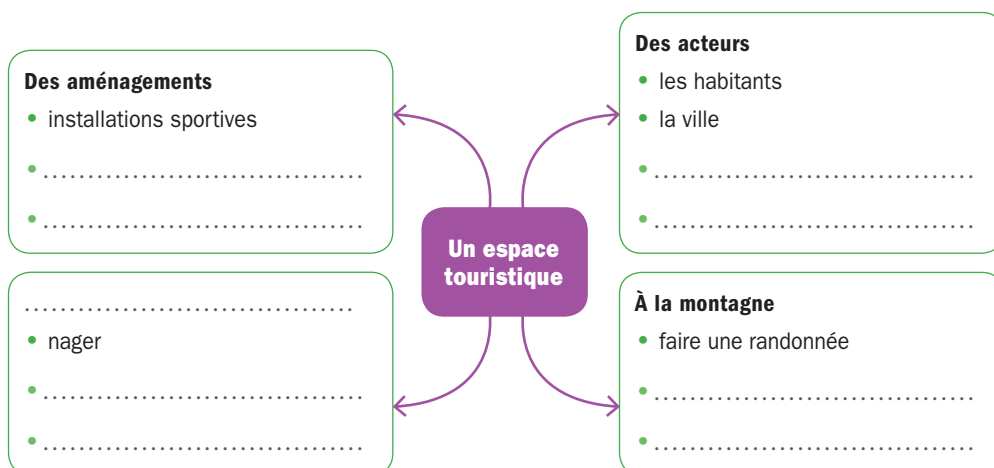 Des aménagements
• installations sportives
• ....................................
• ....................................
Des acteurs
• les habitants
• la ville
• ....................................
• ....................................
Un espace
touristique
.....................................
• nager
• ....................................
• ....................................
À la montagne
• faire une randonnée
• ....................................
• ....................................